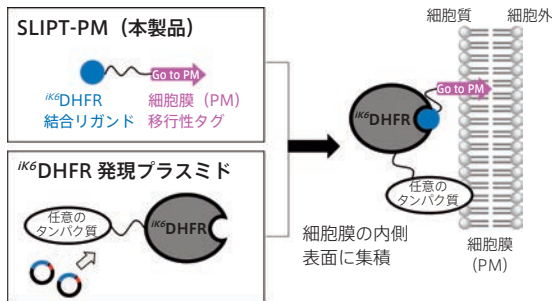 SLIPT-PM（本製品）
Go to PM
iK6DHFR
結合リガンド
細胞膜（PM）
移行性タグ
iK6DHFR 発現プラスミド
任意の
タンパク質
iK6DHFR
細胞質
細胞外
Go to PM
iK6DHFR
任意の
タンパク質
細胞膜の内側
表面に集積
細胞膜
(PM)